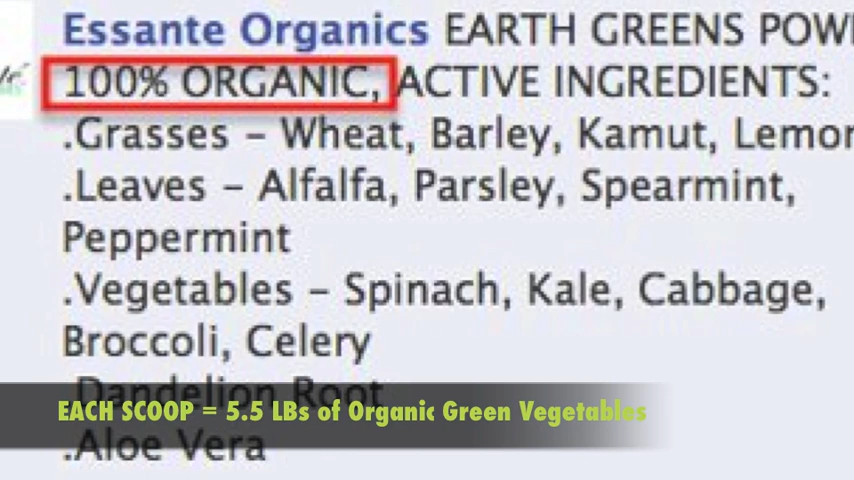 Essante Organics EARTH GREENS
100% ORGANIC, ACTIVE INGREDIENTS:
.Grasses – Wheat, Barley, Kamut, Lemon
.Leaves – Alfalfa, Parsley, Spearmint,
Peppermint
.Vegetables – Spinach, Kale, Cabbage,
Broccoli, Celery
.Dandelion Root
EACH SCOOP = 5.5 LBs of Organic Green Vegetables
.Aloe Vera